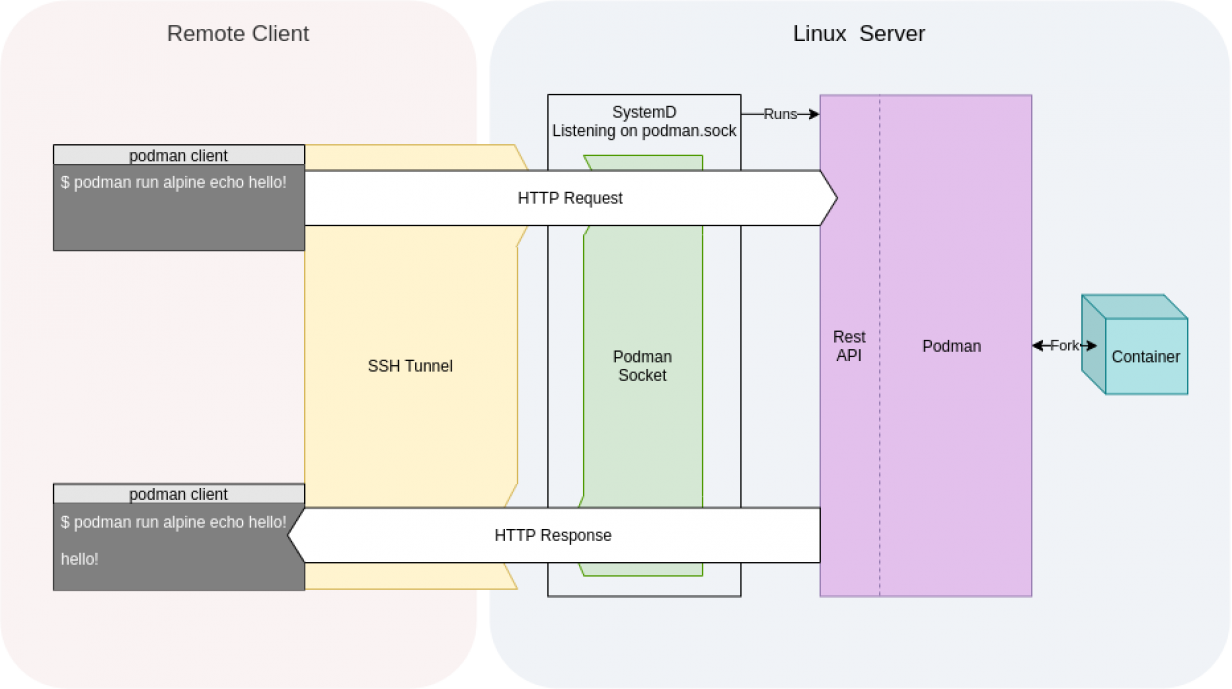 Remote Client
Linux Server
SystemD
Listening on podman.sock
Runs
podman client
$ podman run alpine echo hello!
HTTP Request
SSH Tunnel
Podman
Socket
Rest
API
Podman
Fork
Container
podman client
$ podman run alpine echo hello!
hello!
HTTP Response